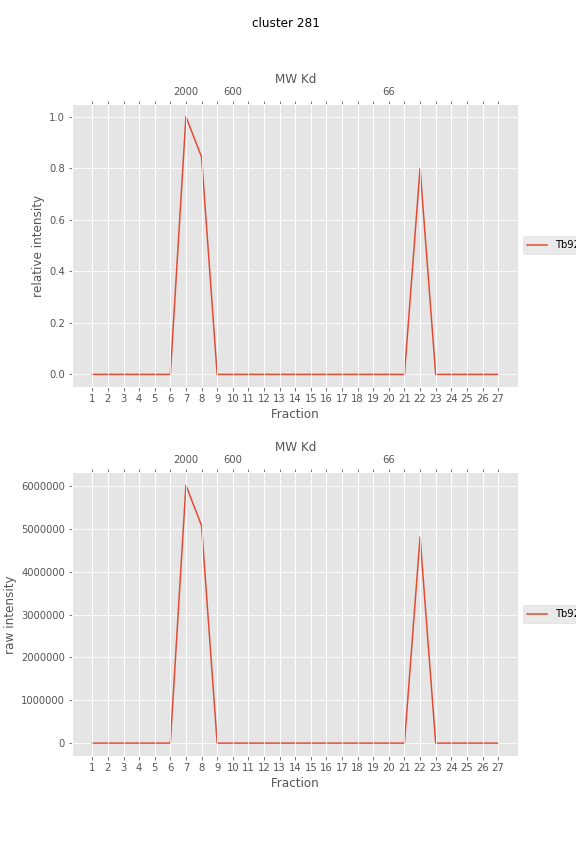 cluster 281
MW Kd
2000 600 66
1.0
0.8
0.6
0.4
0.2
0.0
relative intensity
Tb92
1 2 3 4 5 6 7 8 9 10 11 12 13 14 15 16 17 18 19 20 21 22 23 24 25 26 27
Fraction
MW Kd
2000 600 66
6000000
5000000
4000000
3000000
2000000
1000000
0
raw intensity
Tb92
1 2 3 4 5 6 7 8 9 10 11 12 13 14 15 16 17 18 19 20 21 22 23 24 25 26 27
Fraction